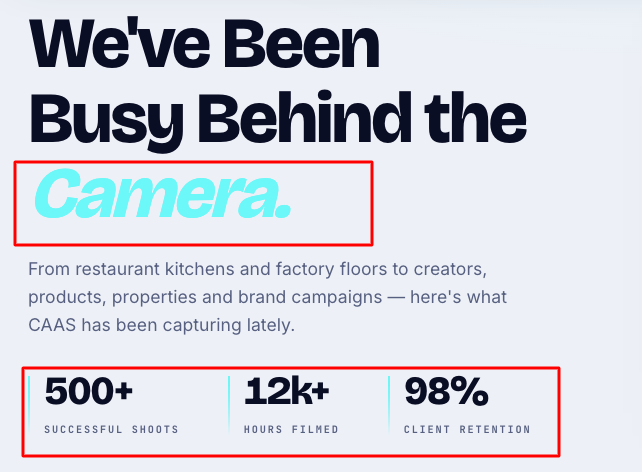 We've Been
Busy Behind the
Camera.
From restaurant kitchens and factory floors to creators,
products, properties and brand campaigns — here's what
CAAS has been capturing lately.
500+ 12k+ 98%
SUCCESSFUL SHOOTS HOURS FILMED CLIENT RETENTION